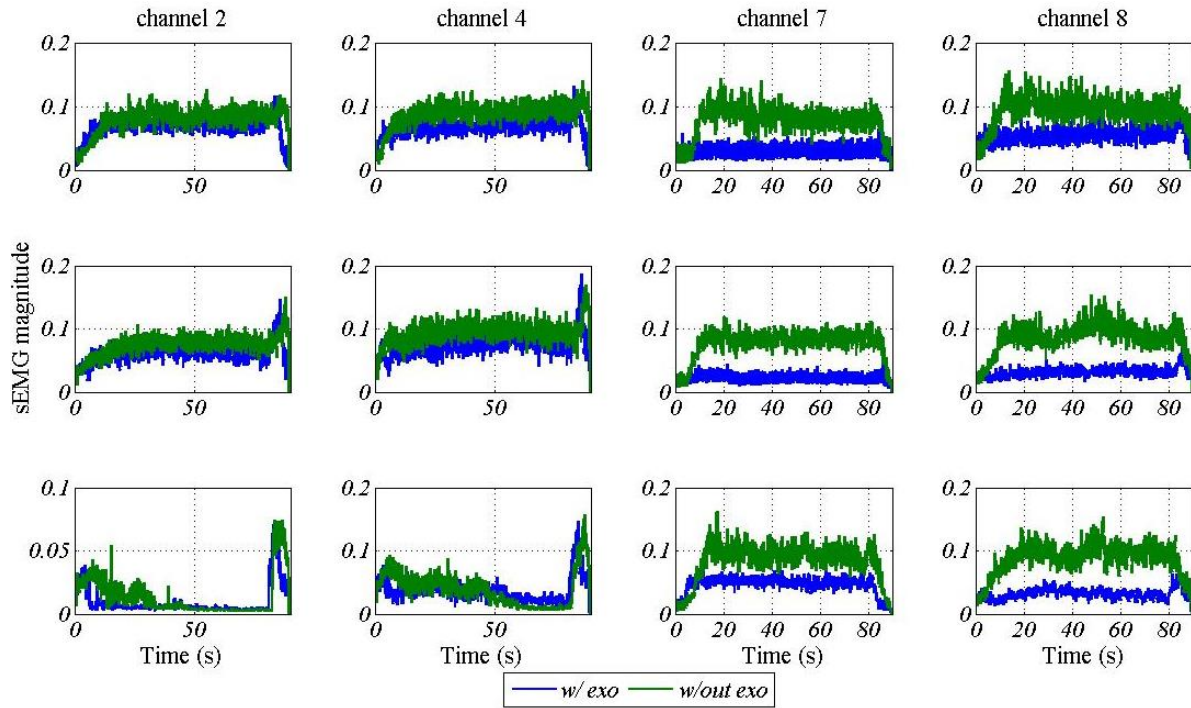 channel 2 channel 4 channel 7 channel 8
0.2 0.2 0.2 0.2
0.1 0.1 0.1 0.1
0 0 0 0
0 50 0 50 0 20 40 60 80 0 20 40 60 80
sEMG magnitude
0.2 0.2 0.2 0.2
0.1 0.1 0.1 0.1
0 0 0 0
0 50 0 50 0 20 40 60 80 0 20 40 60 80
0.1 0.2 0.2 0.2
0.05 0.1 0.1 0.1
0 0 0 0
0 50 0 50 0 20 40 60 80 0 20 40 60 80
Time (s) Time (s) Time (s) Time (s)
w/ exo w/out exo